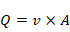 Q = v × A